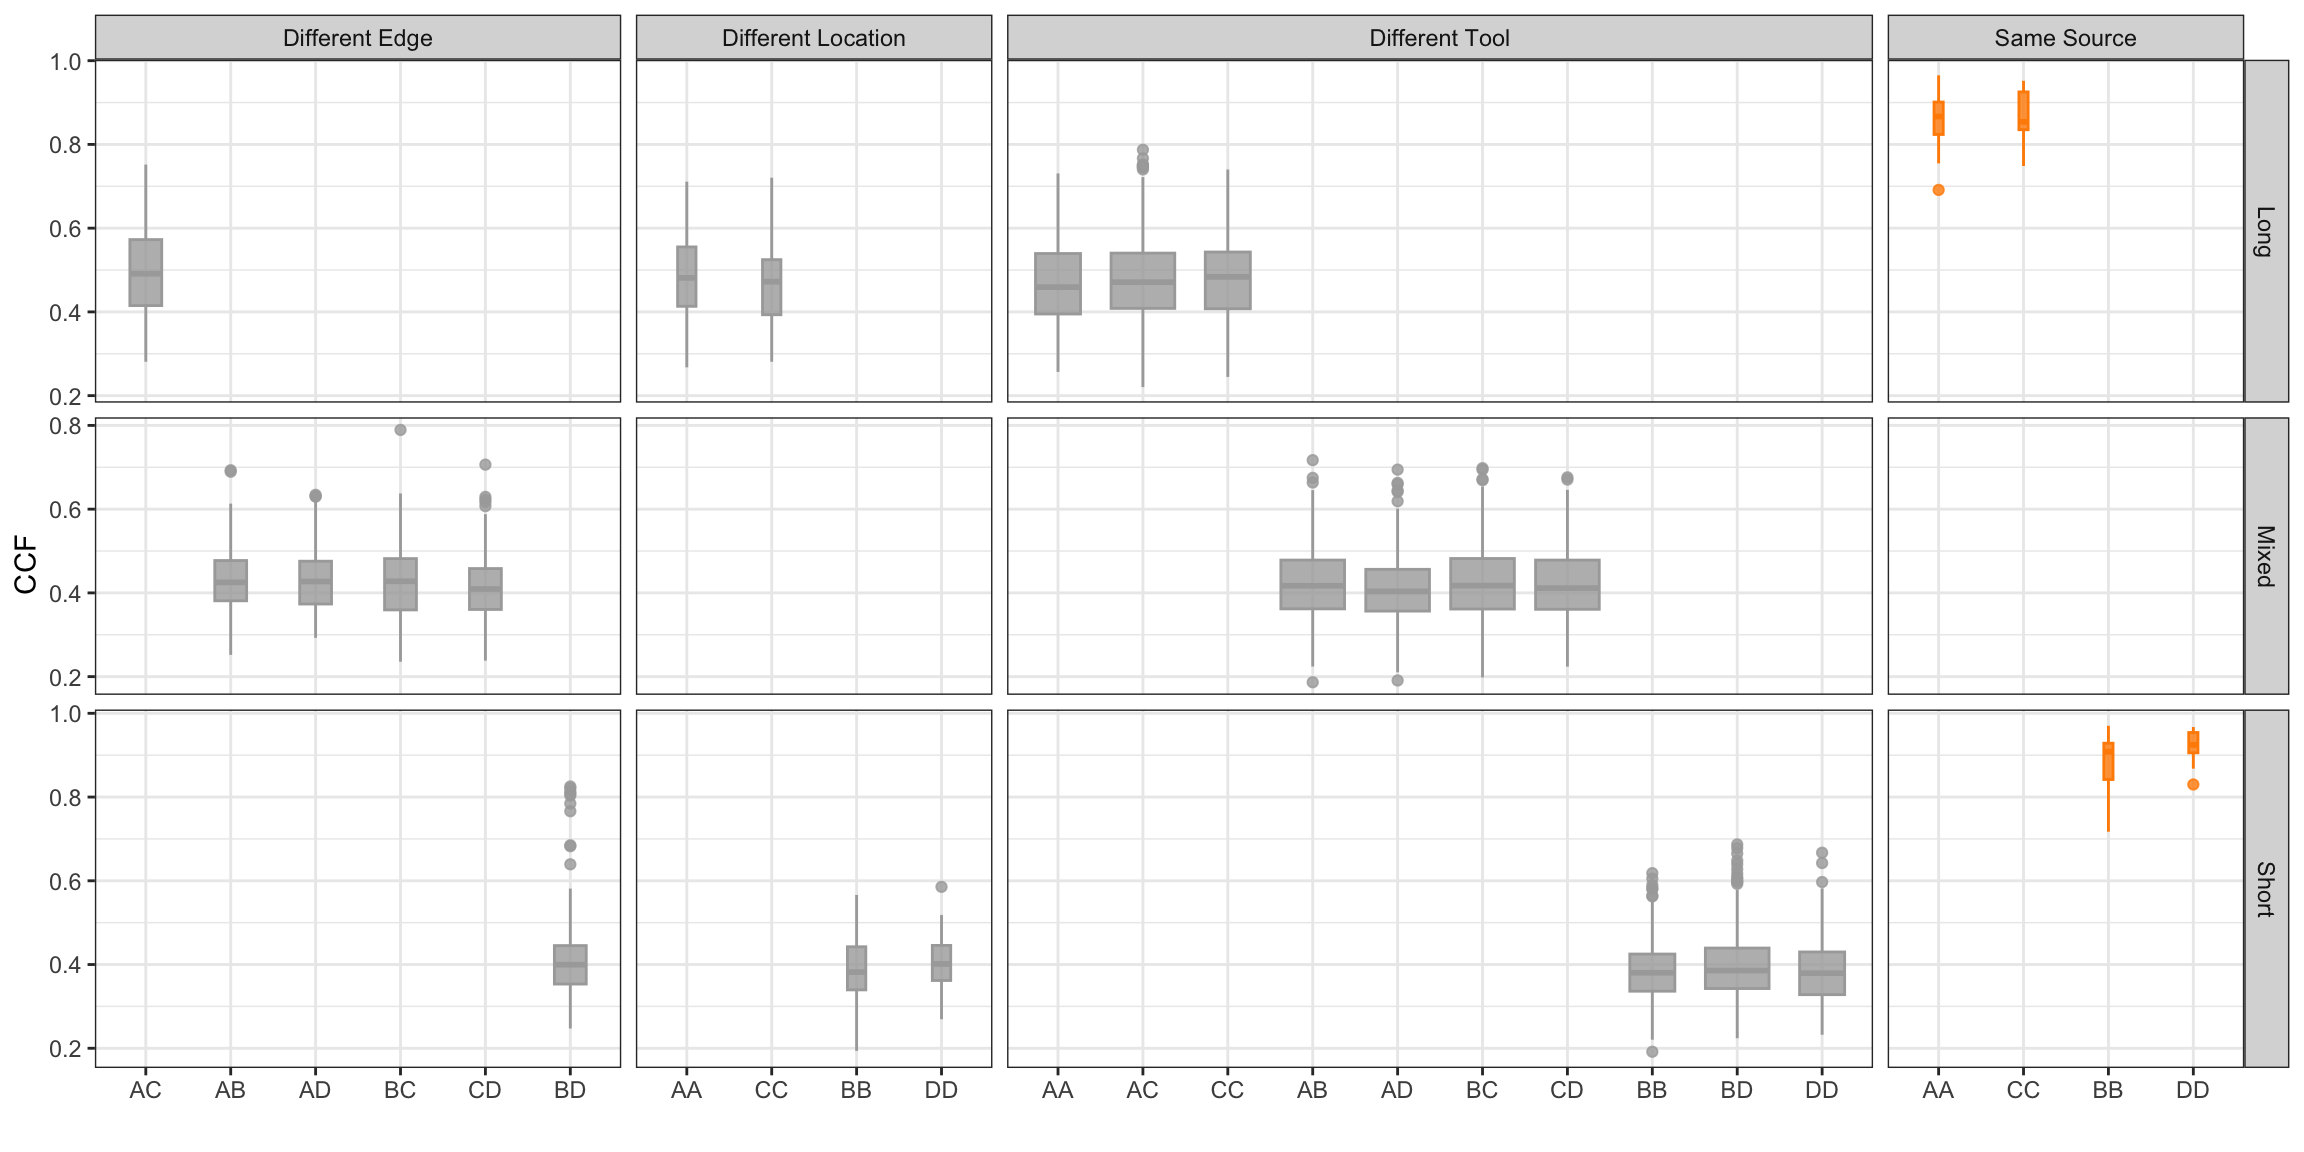 Different Edge Different Location Different Tool Same Source
1.0
0.8
0.6
0.4
0.2
Long
0.8
0.6
0.4
0.2
Mixed
CCF
1.0
0.8
0.6
0.4
0.2
Short
AC AB AD BC CD BD AA CC BB DD AA AC CC AB AD BC CD BB BD DD AA CC BB DD